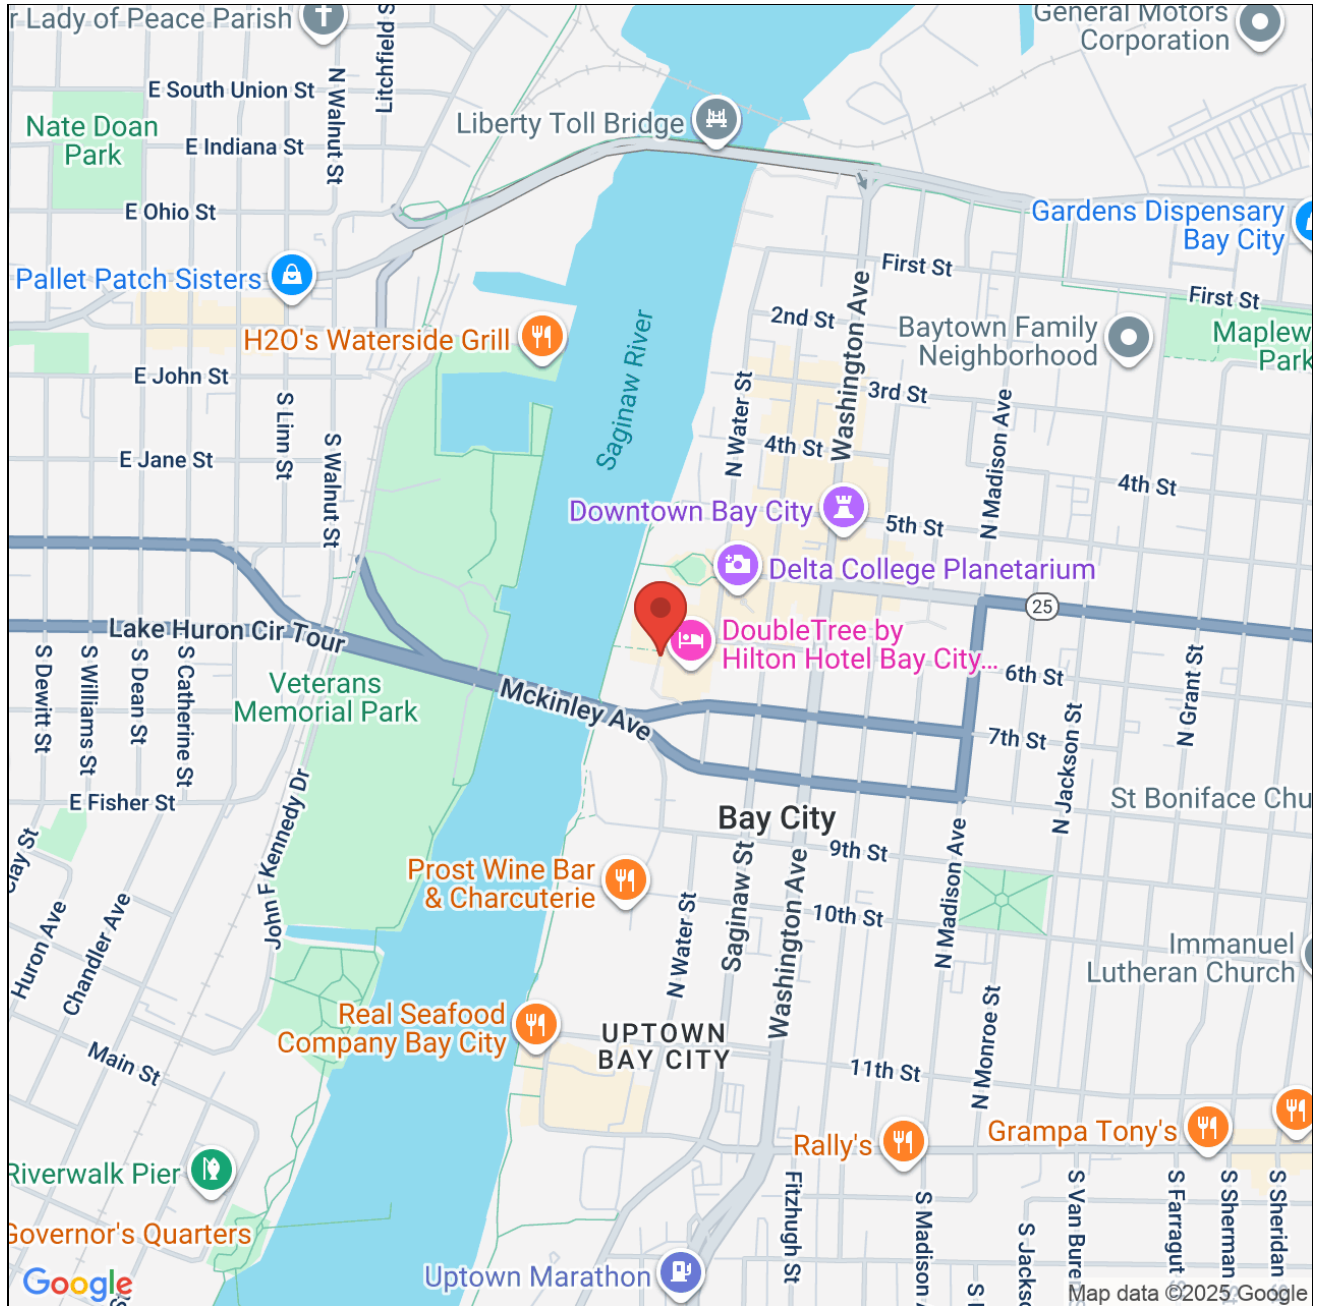 r Lady of Peace Parish
Litchfield S
General Motors
Corporation
N Walnut St
E South Union St
Nate Doan
Park
Liberty Toll Bridge
E Indiana St
E Ohio St
Gardens Dispensary
Bay City
Pallet Patch Sisters
First St
First St
Washington Ave
2nd St
H2O's Waterside Grill
Saginaw River
Baytown Family
Neighborhood
Maplew
Park
E John St
N Water St
3rd St
S Linn St
N Madison Ave
4th St
E Jane St
S Walnut St
4th St
Downtown Bay City
5th St
Delta College Planetarium
25
Lake Huron Cir Tour
DoubleTree by
Hilton Hotel Bay City...
S Dewitt St
S Williams St
S Dean St
S Catherine St
6th St
N Grant St
Veterans
Memorial Park
Mckinley Ave
7th St
N Jackson St
E Fisher St
John F Kennedy Dr
Bay City
St Boniface Chu
Clay St
Saginaw St
Washington Ave
9th St
N Madison Ave
Prost Wine Bar
& Charcuterie
Huron Ave
Chandler Ave
N Water St
10th St
Immanuel
Lutheran Church
Real Seafood
Company Bay City
UPTOWN
BAY CITY
N Monroe St
Main St
11th St
Rally's
Grampa Tony's
Riverwalk Pier
Fitzhugh St
S Madison
S Van Bure
S Farragut S
S Sherman S
S Sheridan S
Governor's Quarters
S Jackso
Uptown Marathon
Google
Map data ©2025 Google